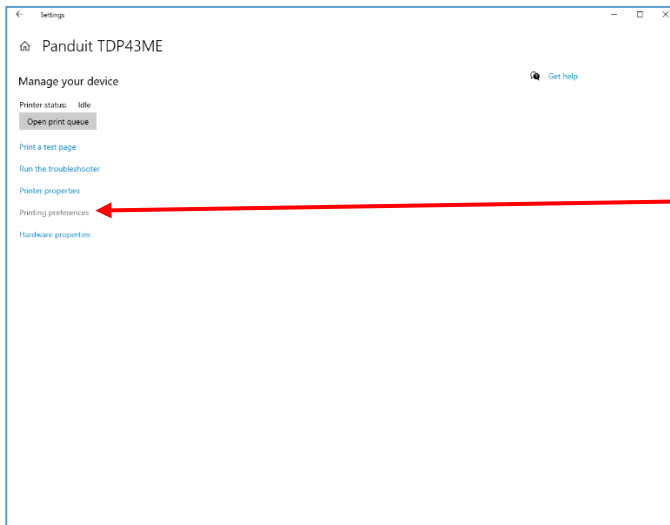 Settings
Panduit TDP43ME
Manage your device
Get help
Printer status: Idle
Open print queue
Print a test page
Run the troubleshooter
Printer properties
Printing preferences
Hardware properties